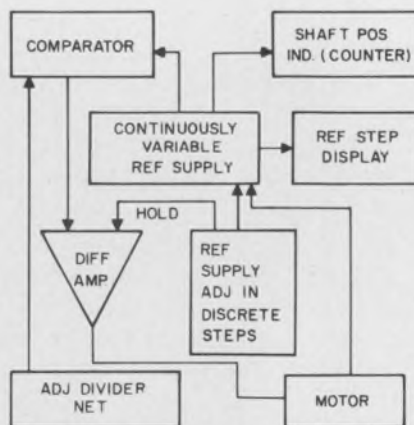 COMPARATOR
SHAFT POS
IND. (COUNTER)
CONTINUOUSLY
VARIABLE
REF SUPPLY
REF STEP
DISPLAY
HOLD
DIFF
AMP
REF
SUPPLY
ADJ IN
DISCRETE
STEPS
ADJ DIVIDER
NET
MOTOR